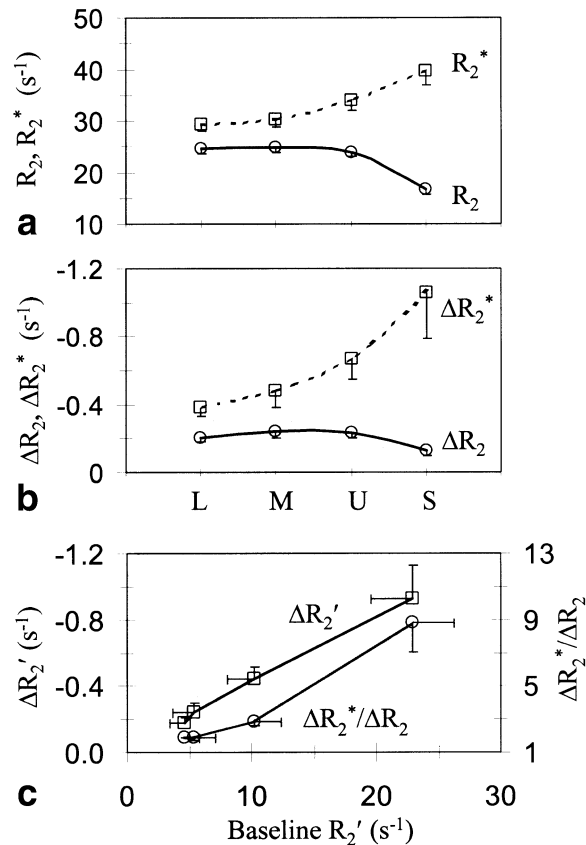 50
40
30
20
10
R₂, R₂* (s⁻¹)
R₂*
R₂
a
-1.2
-0.8
-0.4
0
ΔR₂, ΔR₂* (s⁻¹)
ΔR₂*
ΔR₂
b
L M U S
-1.2
-0.8
-0.4
0.0
ΔR₂′ (s⁻¹)
ΔR₂′
ΔR₂*/ΔR₂
13
9
5
1
ΔR₂*/ΔR₂
c
0 10 20 30
Baseline R₂′ (s⁻¹)